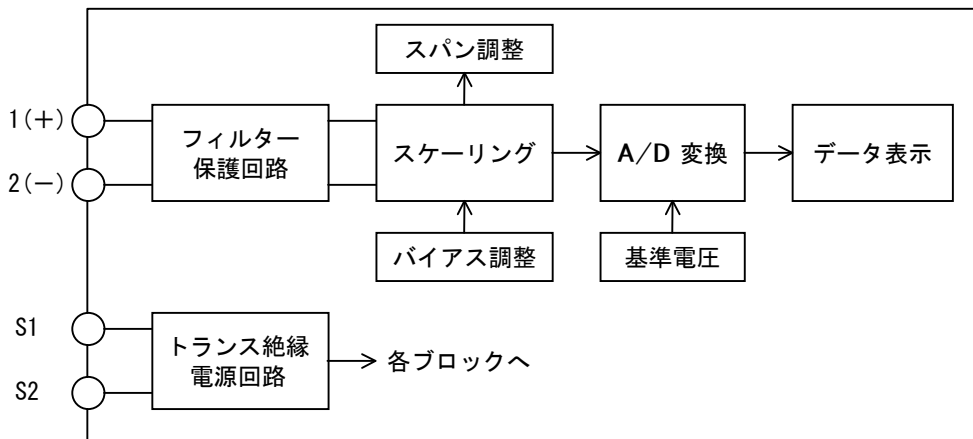 スパン調整
1(+)
フィルター
保護回路
スケーリング
A/D 変換
データ表示
2(−)
バイアス調整
基準電圧
S1
トランス絶縁
電源回路
各ブロックへ
S2